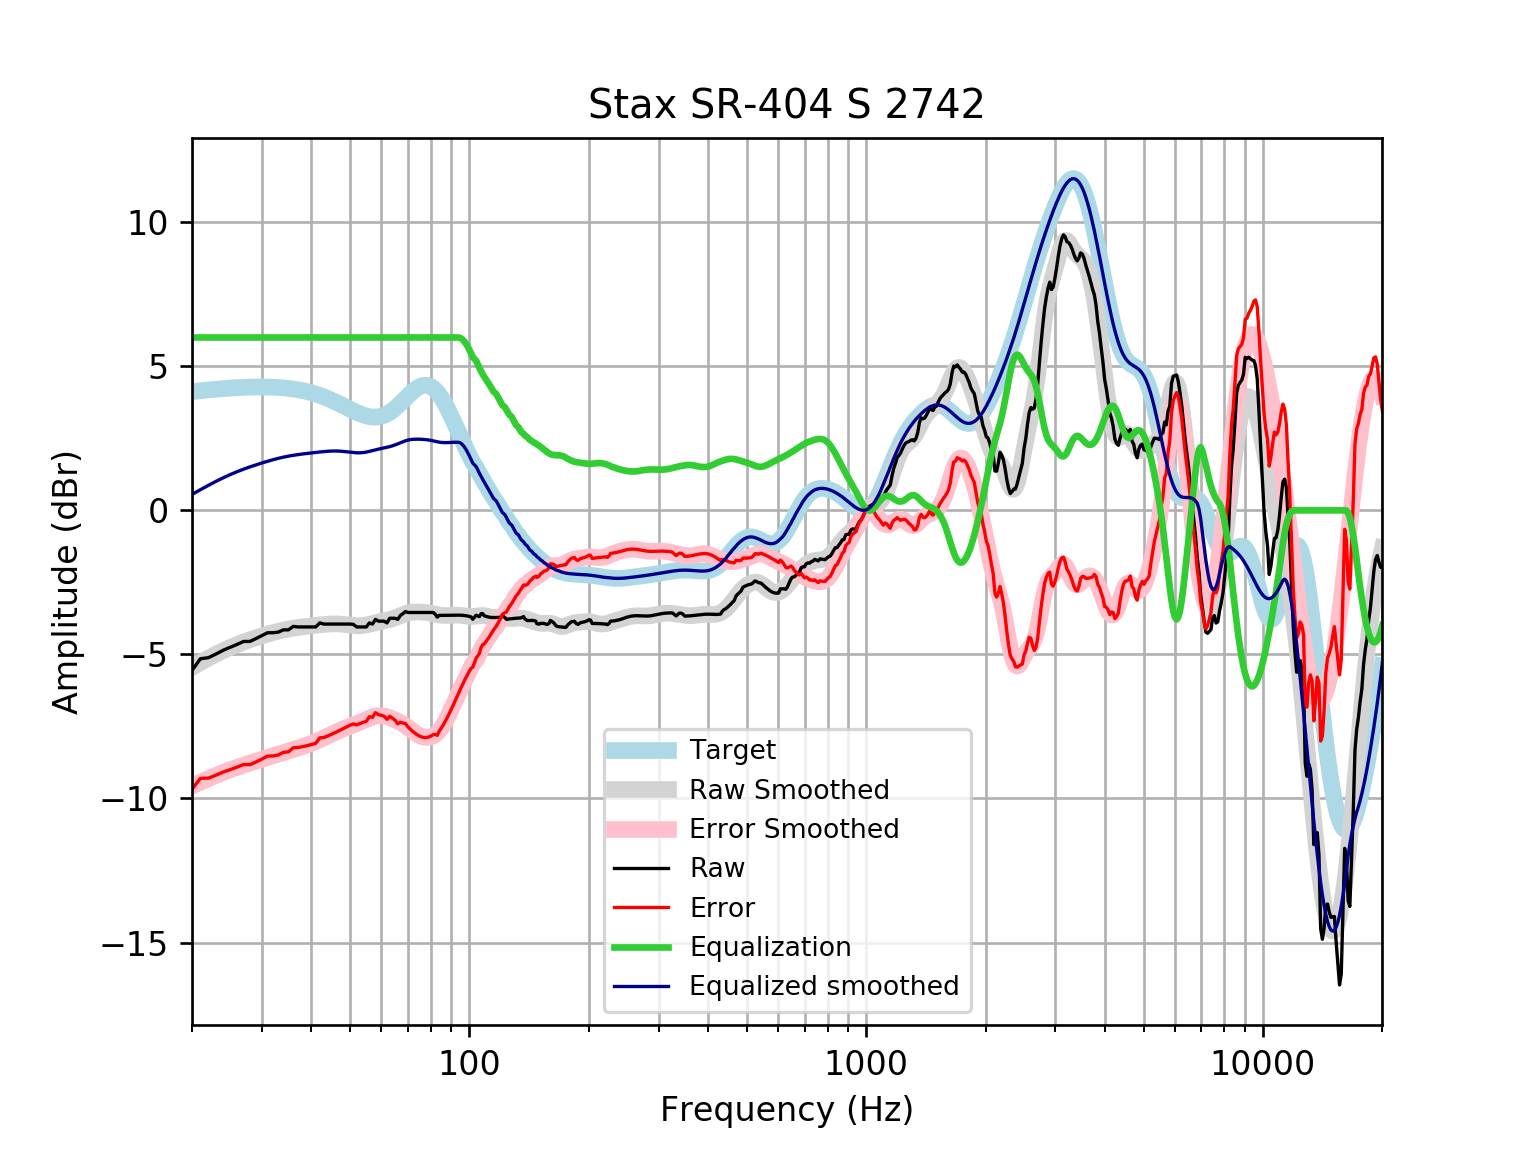 Stax SR-404 S 2742
Amplitude (dBr)
10
5
0
−5
−10
−15
Target
Raw Smoothed
Error Smoothed
Raw
Error
Equalization
Equalized smoothed
100
1000
10000
Frequency (Hz)